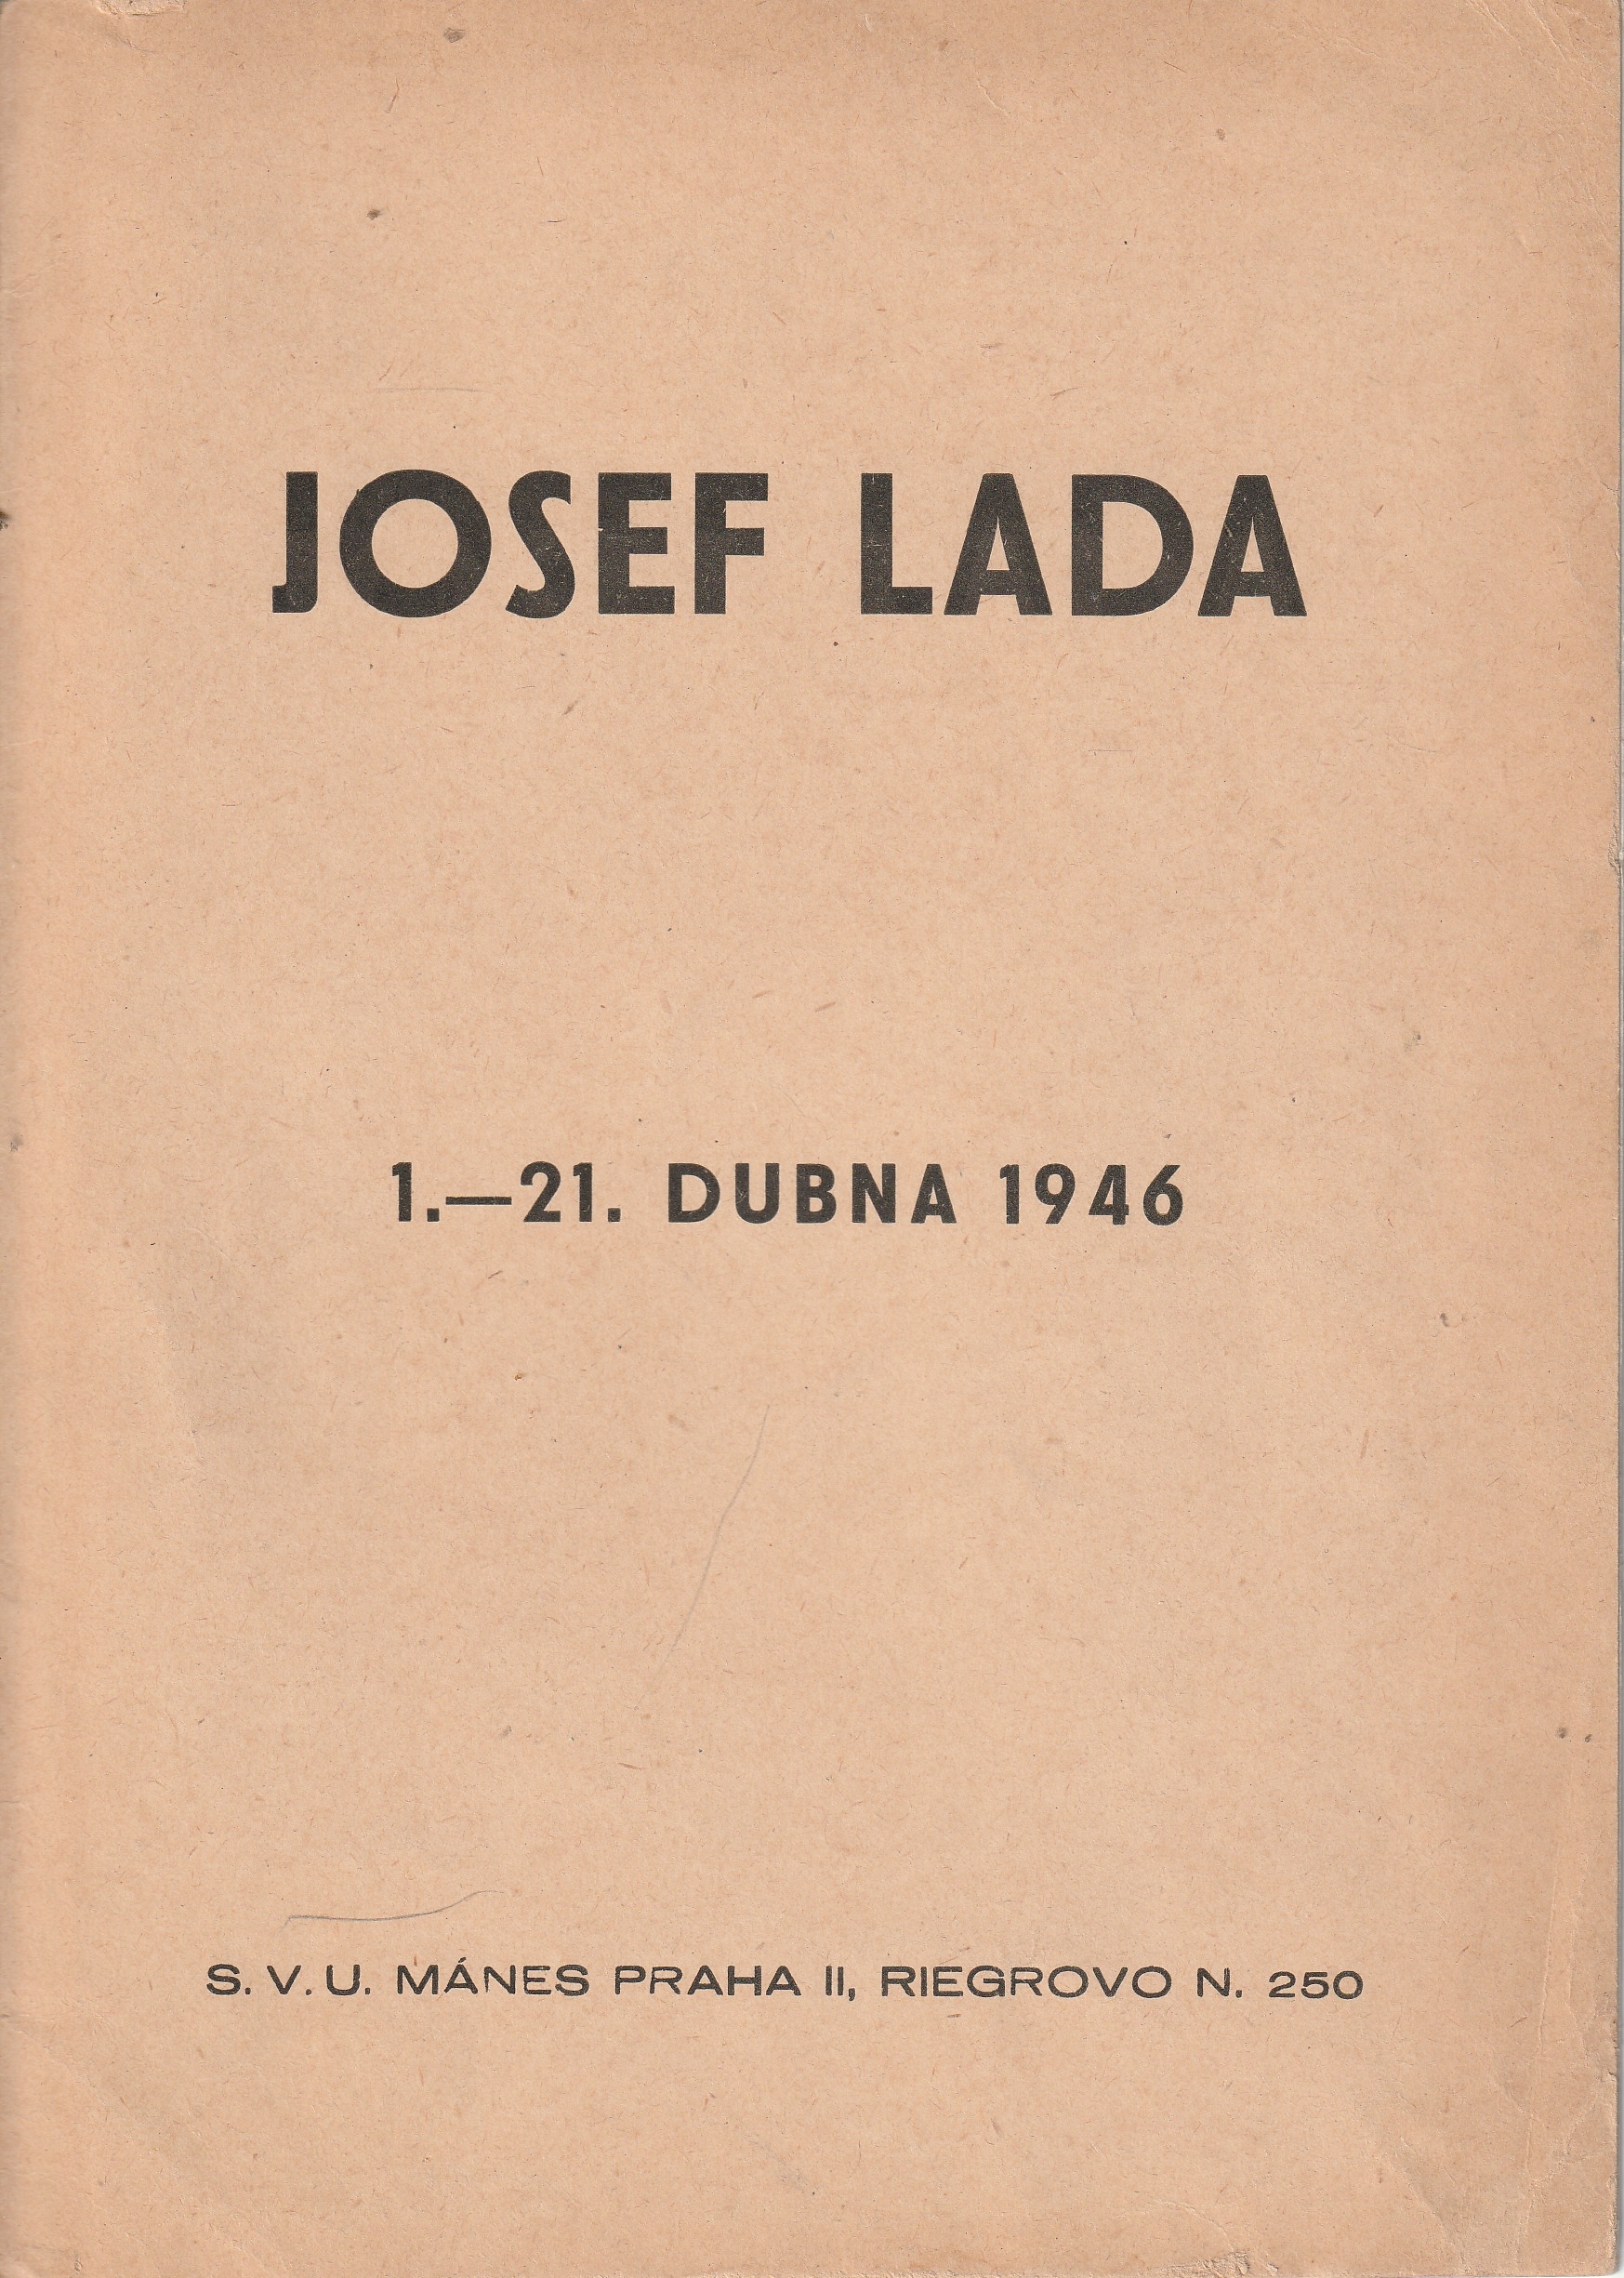 JOSEF LADA
1.—21. DUBNA 1946
S. V. U. MÁNES PRAHA II, RIEGROVO N. 250